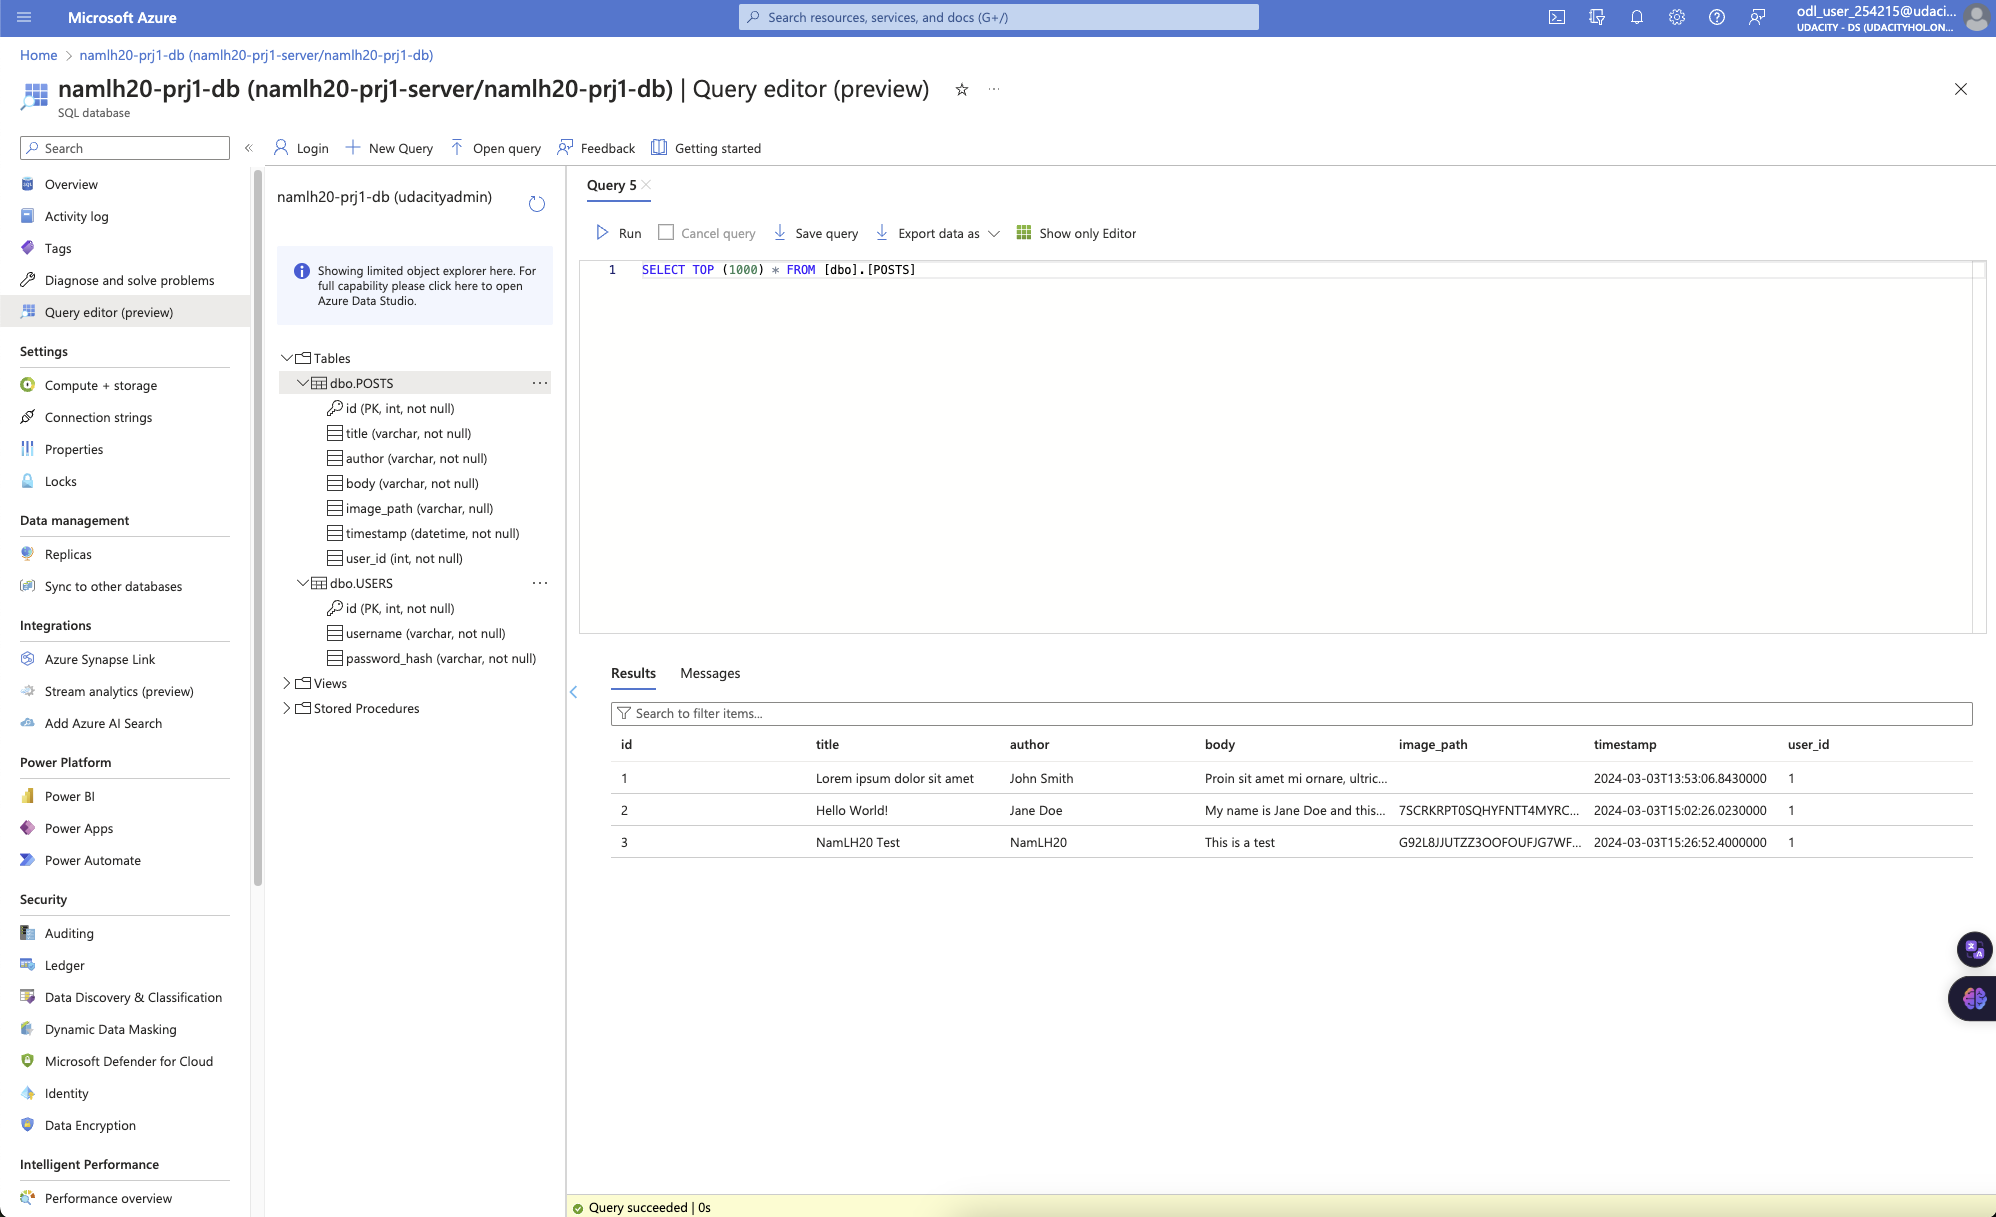 Microsoft Azure
Search resources, services, and docs (G+/)
odl_user_254215@udaci...
UDACITY - DS (UDACITYHOL.ON...
Home > namlh20-prj1-db (namlh20-prj1-server/namlh20-prj1-db)
namlh20-prj1-db (namlh20-prj1-server/namlh20-prj1-db) | Query editor (preview)
SQL database
Search
Login
New Query
Open query
Feedback
Getting started
Overview
Activity log
Tags
Diagnose and solve problems
Query editor (preview)
Settings
Compute + storage
Connection strings
Properties
Locks
Data management
Replicas
Sync to other databases
Integrations
Azure Synapse Link
Stream analytics (preview)
Add Azure AI Search
Power Platform
Power BI
Power Apps
Power Automate
Security
Auditing
Ledger
Data Discovery & Classification
Dynamic Data Masking
Microsoft Defender for Cloud
Identity
Data Encryption
Intelligent Performance
Performance overview
namlh20-prj1-db (udacityadmin)
Showing limited object explorer here. For
full capability please click here to open
Azure Data Studio.
Tables
dbo.POSTS
id (PK, int, not null)
title (varchar, not null)
author (varchar, not null)
body (varchar, not null)
image_path (varchar, null)
timestamp (datetime, not null)
user_id (int, not null)
dbo.USERS
id (PK, int, not null)
username (varchar, not null)
password_hash (varchar, not null)
Views
Stored Procedures
Query 5
Run
Cancel query
Save query
Export data as
Show only Editor
1 SELECT TOP (1000) * FROM [dbo].[POSTS]
Results Messages
Search to filter items...
id title author body image_path timestamp user_id
1 Lorem ipsum dolor sit amet John Smith Proin sit amet mi ornare, ultric... 2024-03-03T13:53:06.8430000 1
2 Hello World! Jane Doe My name is Jane Doe and this... 7SCRKRPT0SQHYFNTT4MYRC... 2024-03-03T15:02:26.0230000 1
3 NamLH20 Test NamLH20 This is a test G92L8JJUTZZ3OOFOUFJG7WF... 2024-03-03T15:26:52.4000000 1
Query succeeded | 0s